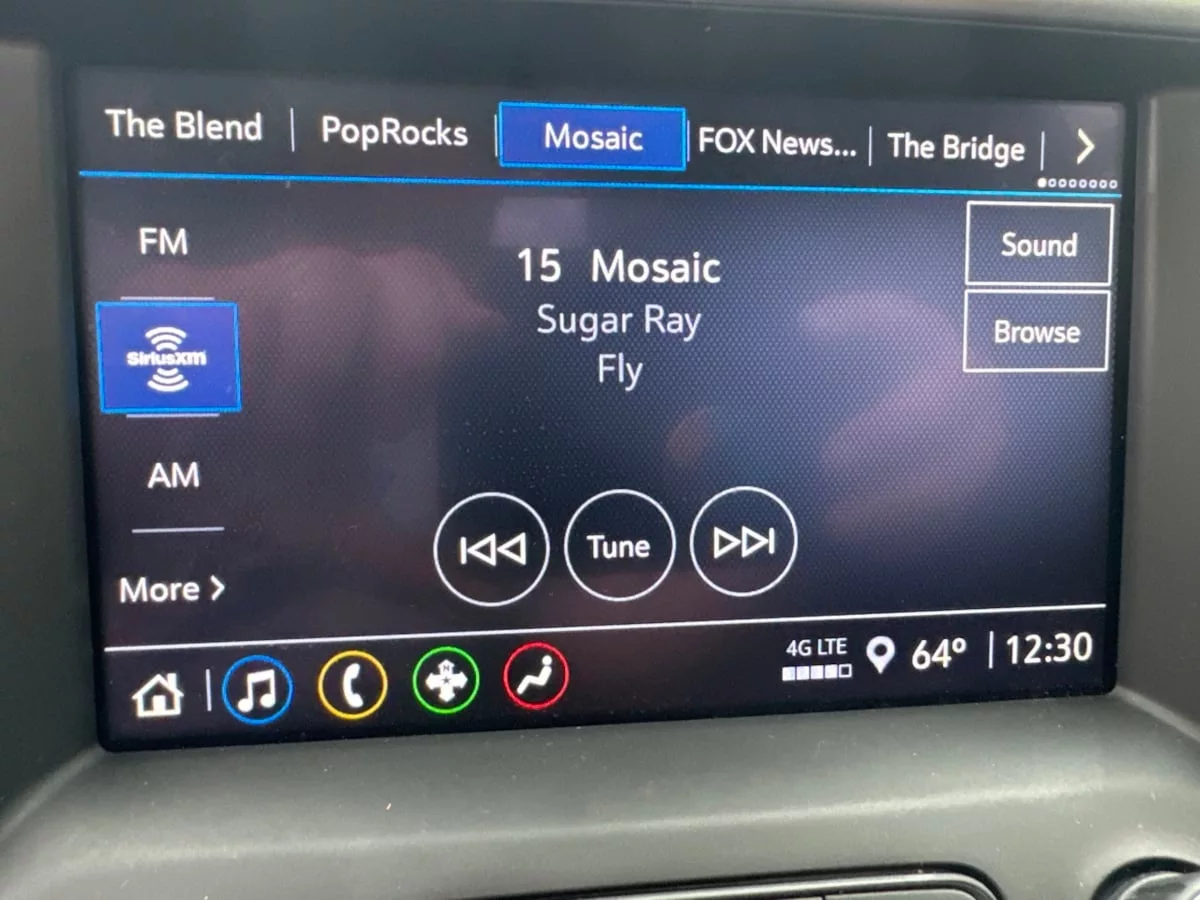 The Blend PopRocks Mosaic FOX News... The Bridge
FM
15 Mosaic
Sound
Sugar Ray
Browse
SiriusXM
Fly
AM
Tune
More
4G LTE
64° 12:30